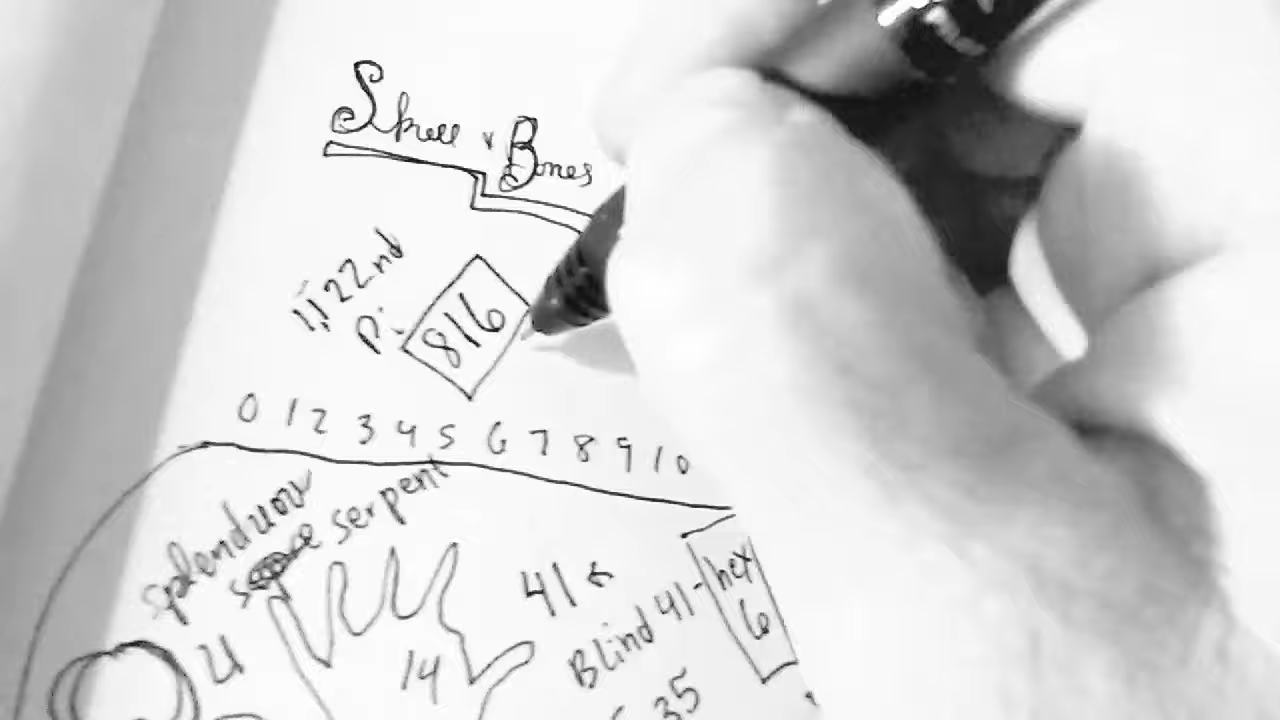 Skull & Bones
1,122nd
Pi
816
0 1 2 3 4 5 6 7 8 9 10
splenduour
serpent
41
hex
6
Blind 41-
14
35